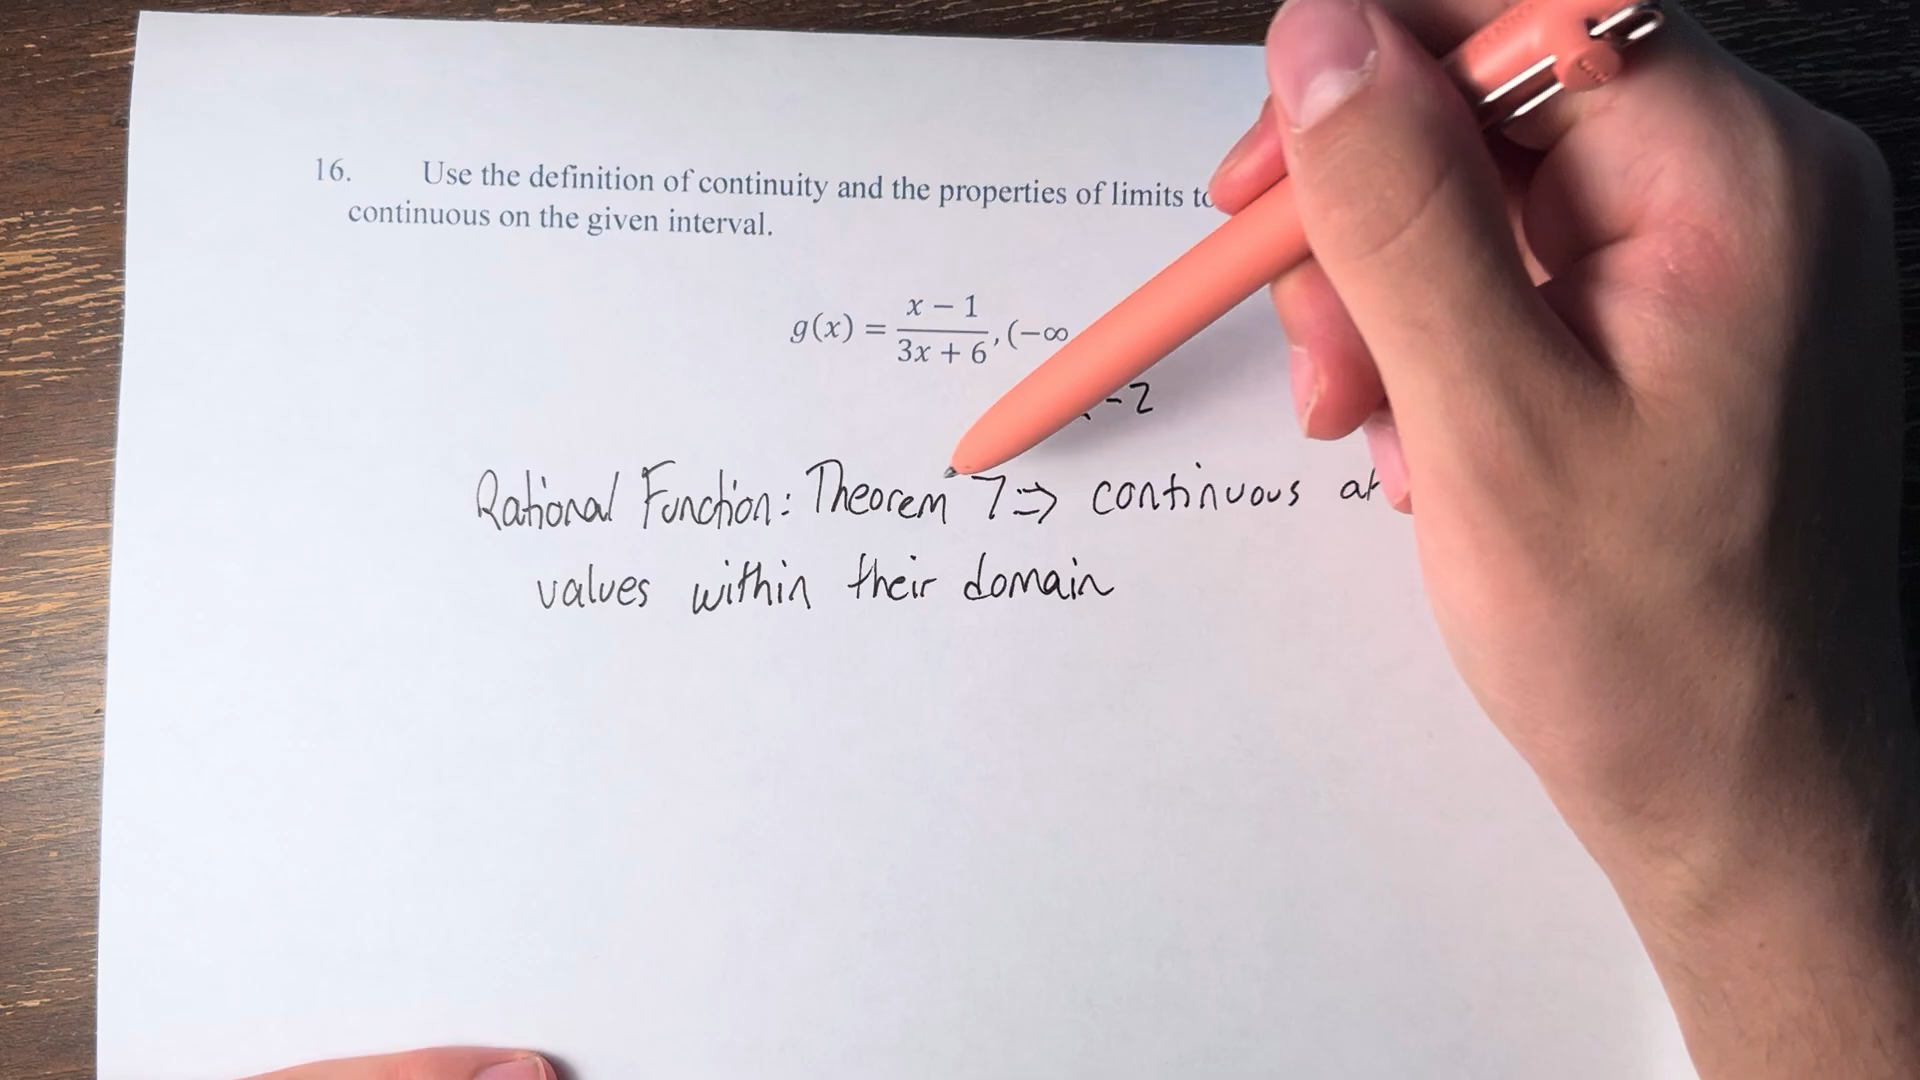 16. Use the definition of continuity and the properties of limits to
continuous on the given interval.
g(x) = x − 1 / 3x + 6, (−∞
-2
Rational Function: Theorem 7 ⇒ continuous at
values within their domain